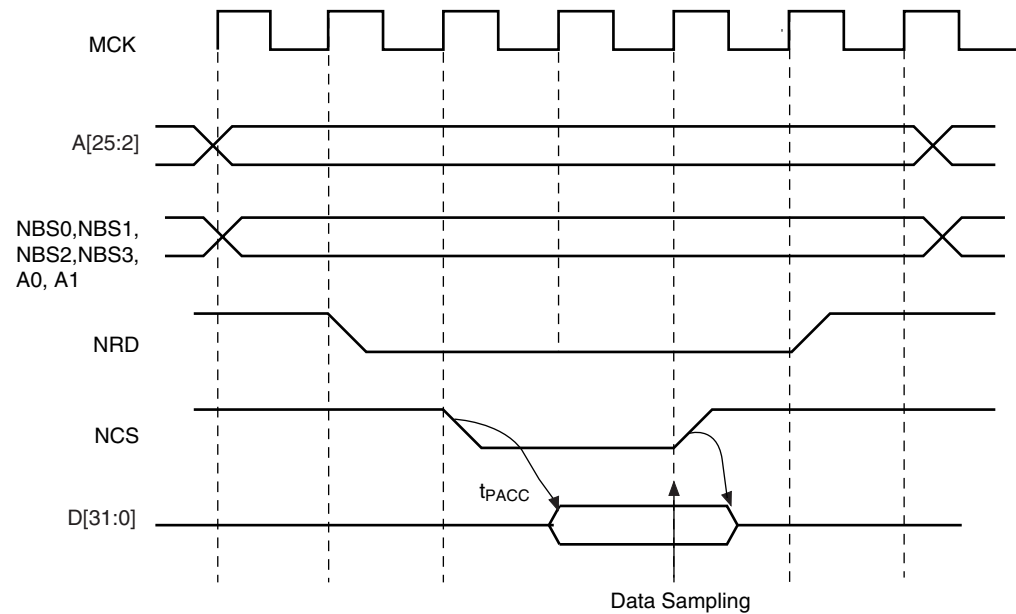 MCK
A[25:2]
NBS0,NBS1,
NBS2,NBS3,
A0, A1
NRD
NCS
tPACC
D[31:0]
Data Sampling